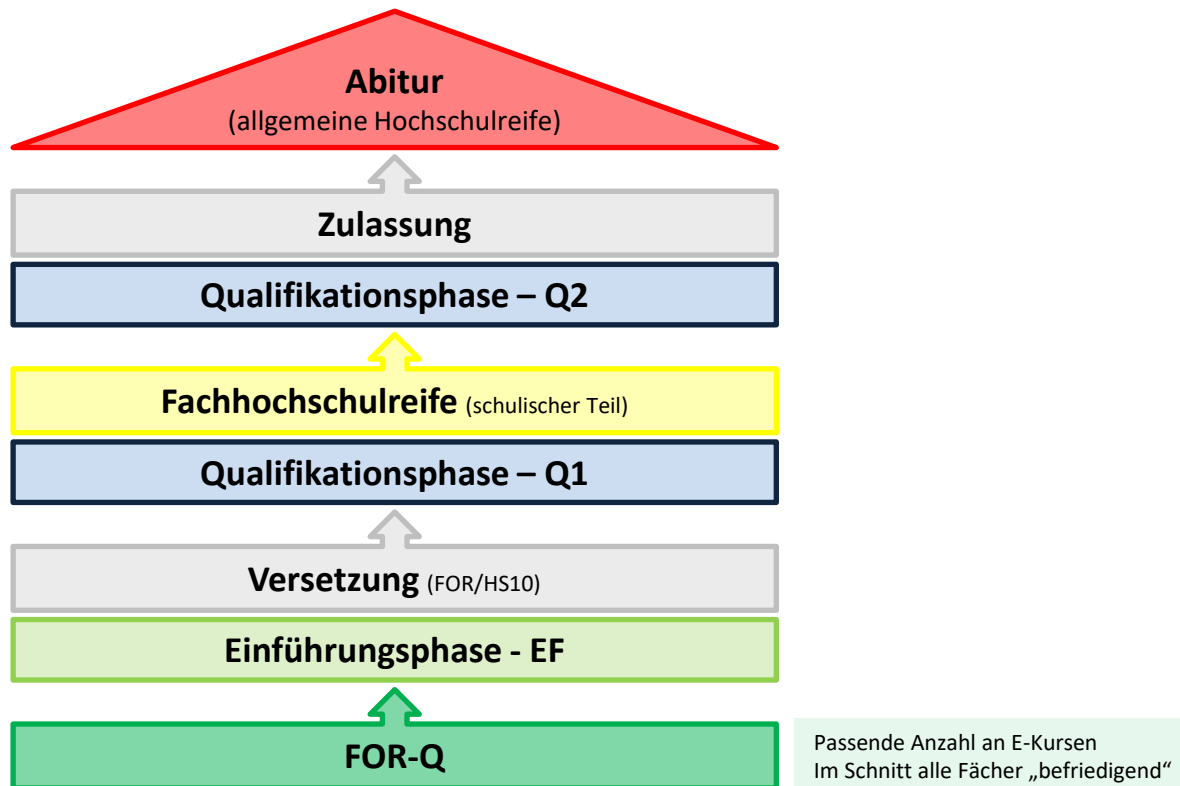 Abitur
(allgemeine Hochschulreife)
Zulassung
Qualifikationsphase – Q2
Fachhochschulreife (schulischer Teil)
Qualifikationsphase – Q1
Versetzung (FOR/HS10)
Einführungsphase - EF
FOR-Q
Passende Anzahl an E-Kursen
Im Schnitt alle Fächer „befriedigend“